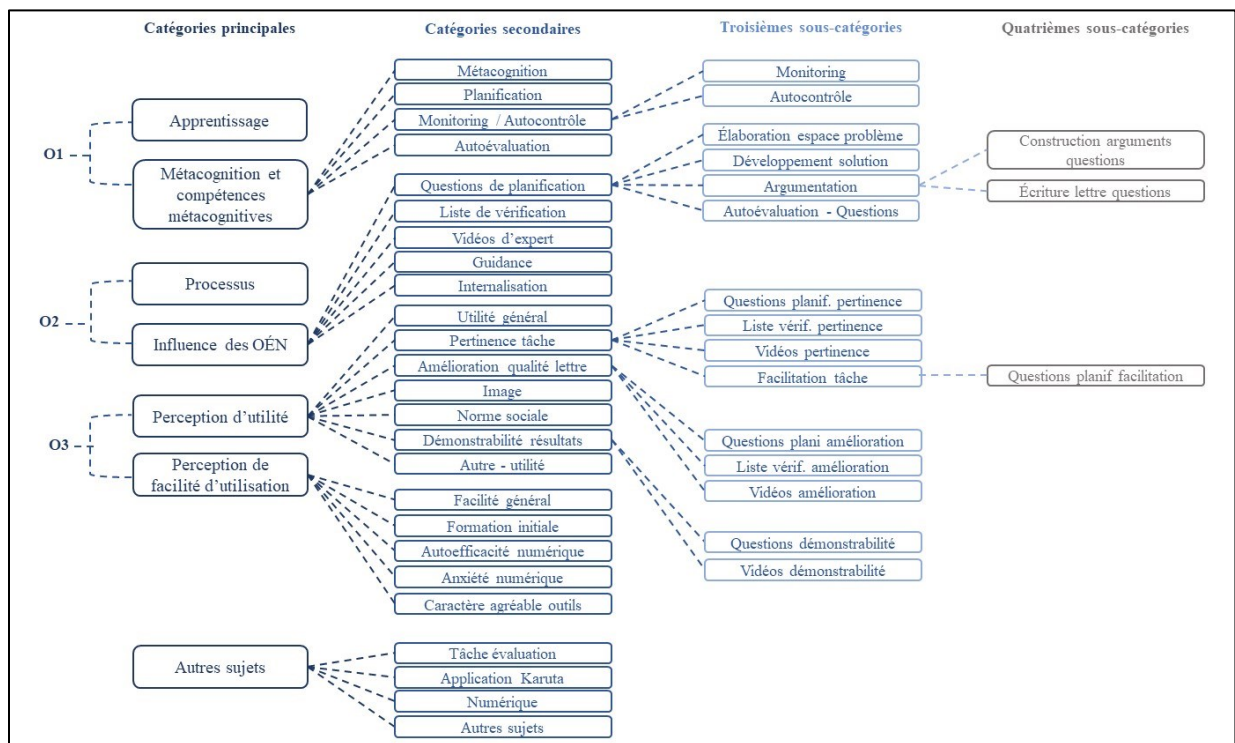 Catégories principales
Catégories secondaires
Troisièmes sous-catégories
Quatrièmes sous-catégories
O1
Apprentissage
Métacognition et
compétences
métacognitives
O2
Processus
Influence des OÉN
O3
Perception d'utilité
Perception de
facilité d'utilisation
Autres sujets
Métacognition
Planification
Monitoring / Autocontrôle
Autoévaluation
Questions de planification
Liste de vérification
Vidéos d'expert
Guidance
Internalisation
Utilité général
Pertinence tâche
Amélioration qualité lettre
Image
Norme sociale
Démonstrabilité résultats
Autre - utilité
Facilité général
Formation initiale
Autoefficacité numérique
Anxiété numérique
Caractère agréable outils
Tâche évaluation
Application Karuta
Numérique
Autres sujets
Monitoring
Autocontrôle
Élaboration espace problème
Développement solution
Argumentation
Autoévaluation - Questions
Questions planif. pertinence
Liste vérif. pertinence
Vidéos pertinence
Facilitation tâche
Questions plani amélioration
Liste vérif. amélioration
Vidéos amélioration
Questions démonstrabilité
Vidéos démonstrabilité
Construction arguments
questions
Écriture lettre questions
Questions planif facilitation